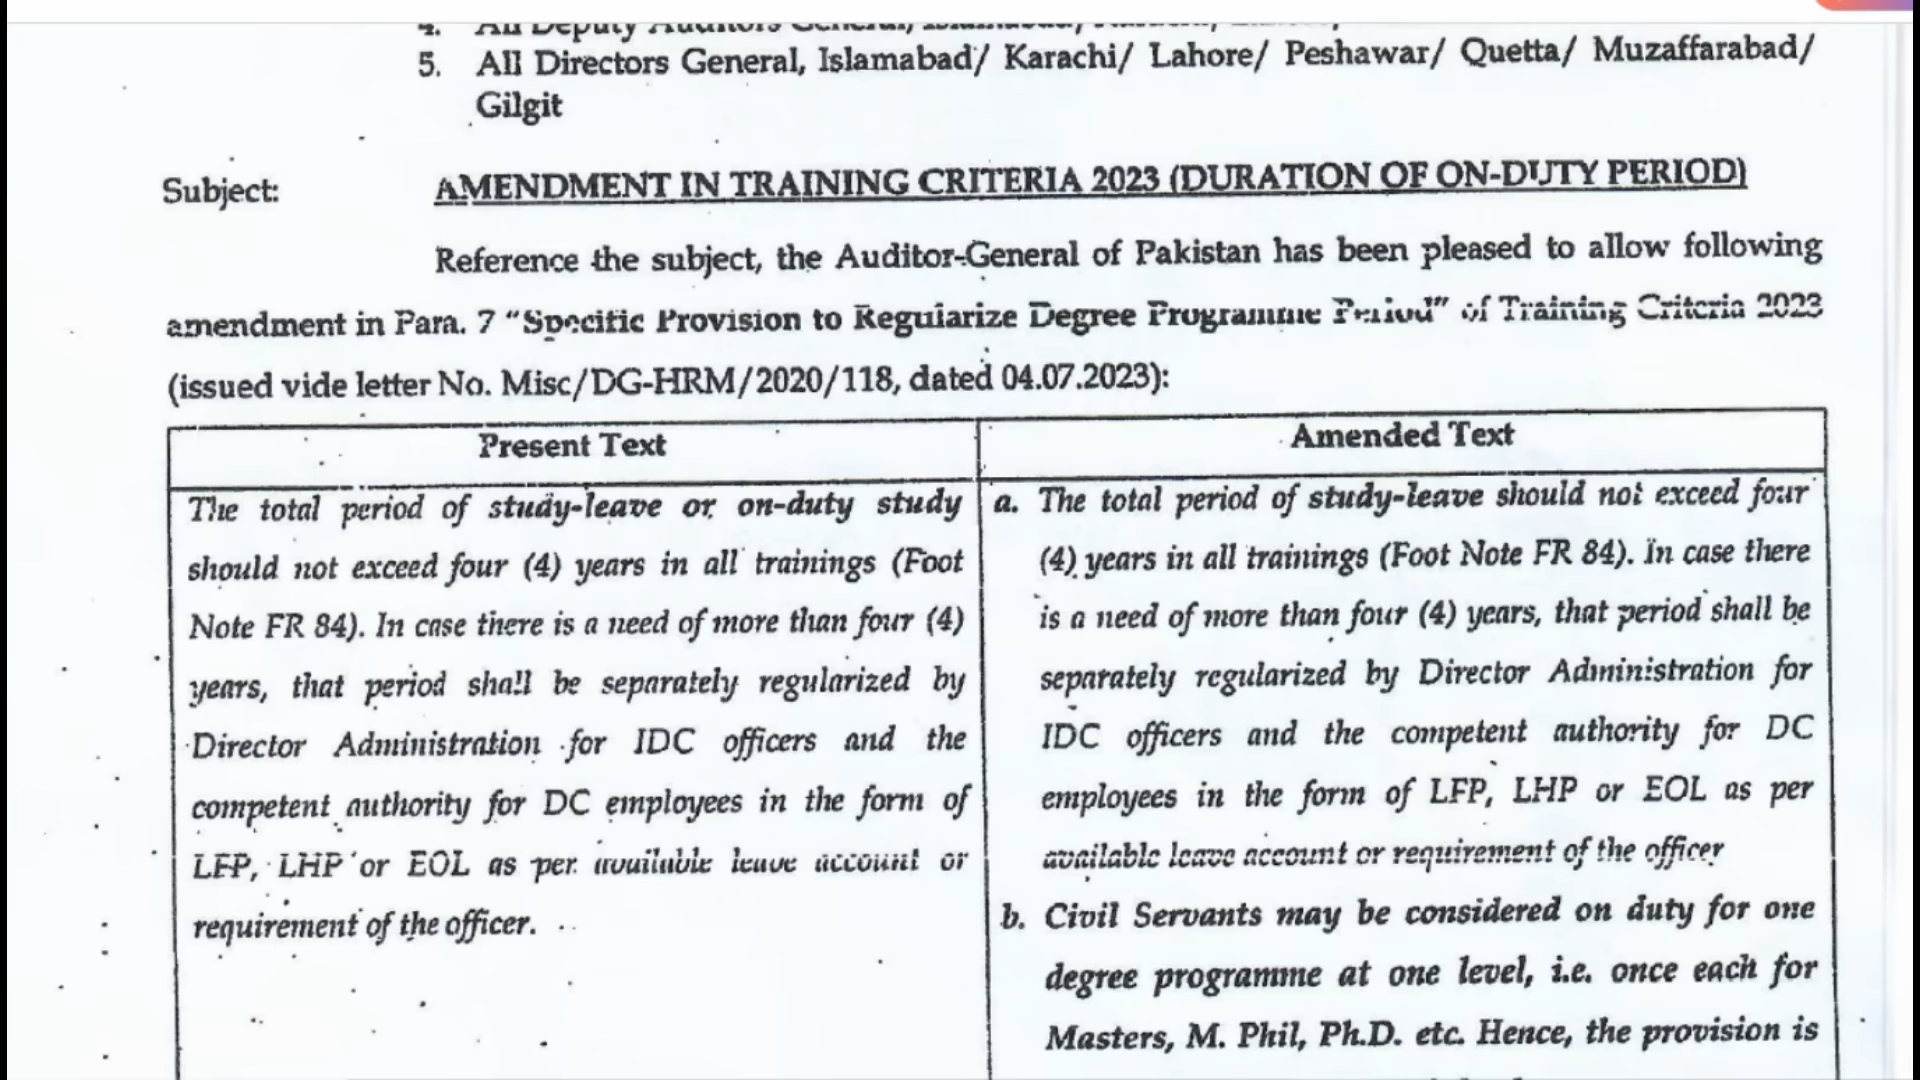 4. All Deputy Auditors General,
5. All Directors General, Islamabad/ Karachi/ Lahore/ Peshawar/ Quetta/ Muzaffarabad/
Gilgit
Subject: AMENDMENT IN TRAINING CRITERIA 2023 (DURATION OF ON-DUTY PERIOD)
Reference the subject, the Auditor-General of Pakistan has been pleased to allow following
amendment in Para. 7 "Specific Provision to Regularize Degree Programme Period" of Training Criteria 2023
(issued vide letter No. Misc/DG-HRM/2020/118, dated 04.07.2023):
Present Text
The total period of study-leave or on-duty study
should not exceed four (4) years in all trainings (Foot
Note FR 84). In case there is a need of more than four (4)
years, that period shall be separately regularized by
Director Administration for IDC officers and the
competent authority for DC employees in the form of
LFP, LHP or EOL as per available leave account or
requirement of the officer.
Amended Text
a. The total period of study-leave should not exceed four
(4) years in all trainings (Foot Note FR 84). In case there
is a need of more than four (4) years, that period shall be
separately regularized by Director Administration for
IDC officers and the competent authority for DC
employees in the form of LFP, LHP or EOL as per
available leave account or requirement of the officer
b. Civil Servants may be considered on duty for one
degree programme at one level, i.e. once each for
Masters, M. Phil, Ph.D. etc. Hence, the provision is